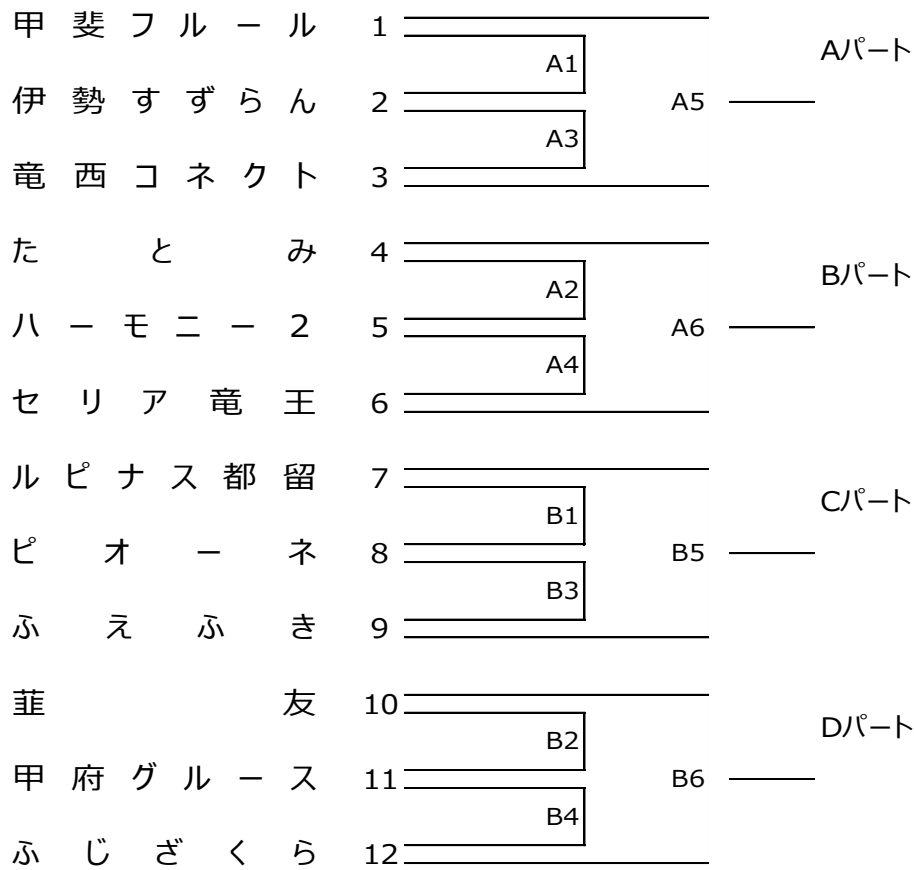 甲斐フルール 1
A1
Aパート
伊勢すずらん 2
A5
A3
竜西コネクト 3
たとみ 4
A2
Bパート
ハーモニー2 5
A6
A4
セリア竜王 6
ルピナス都留 7
B1
Cパート
ピオーネ 8
B5
B3
ふえふき 9
韮友 10
B2
Dパート
甲府グルース 11
B6
B4
ふじざくら 12